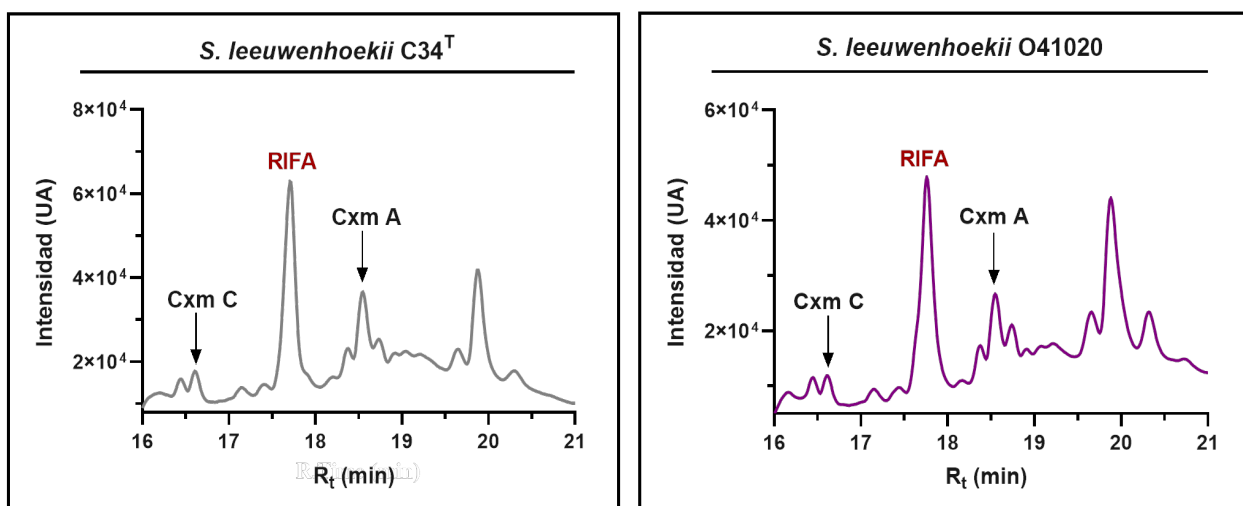 S. leeuwenhoekii C34ᵀ
8×10⁴
6×10⁴
4×10⁴
2×10⁴
Intensidad (UA)
RIFA
Cxm A
Cxm C
16 17 18 19 20 21
Rₜ (min)
S. leeuwenhoekii O41020
6×10⁴
4×10⁴
2×10⁴
Intensidad (UA)
RIFA
Cxm A
Cxm C
16 17 18 19 20 21
Rₜ (min)